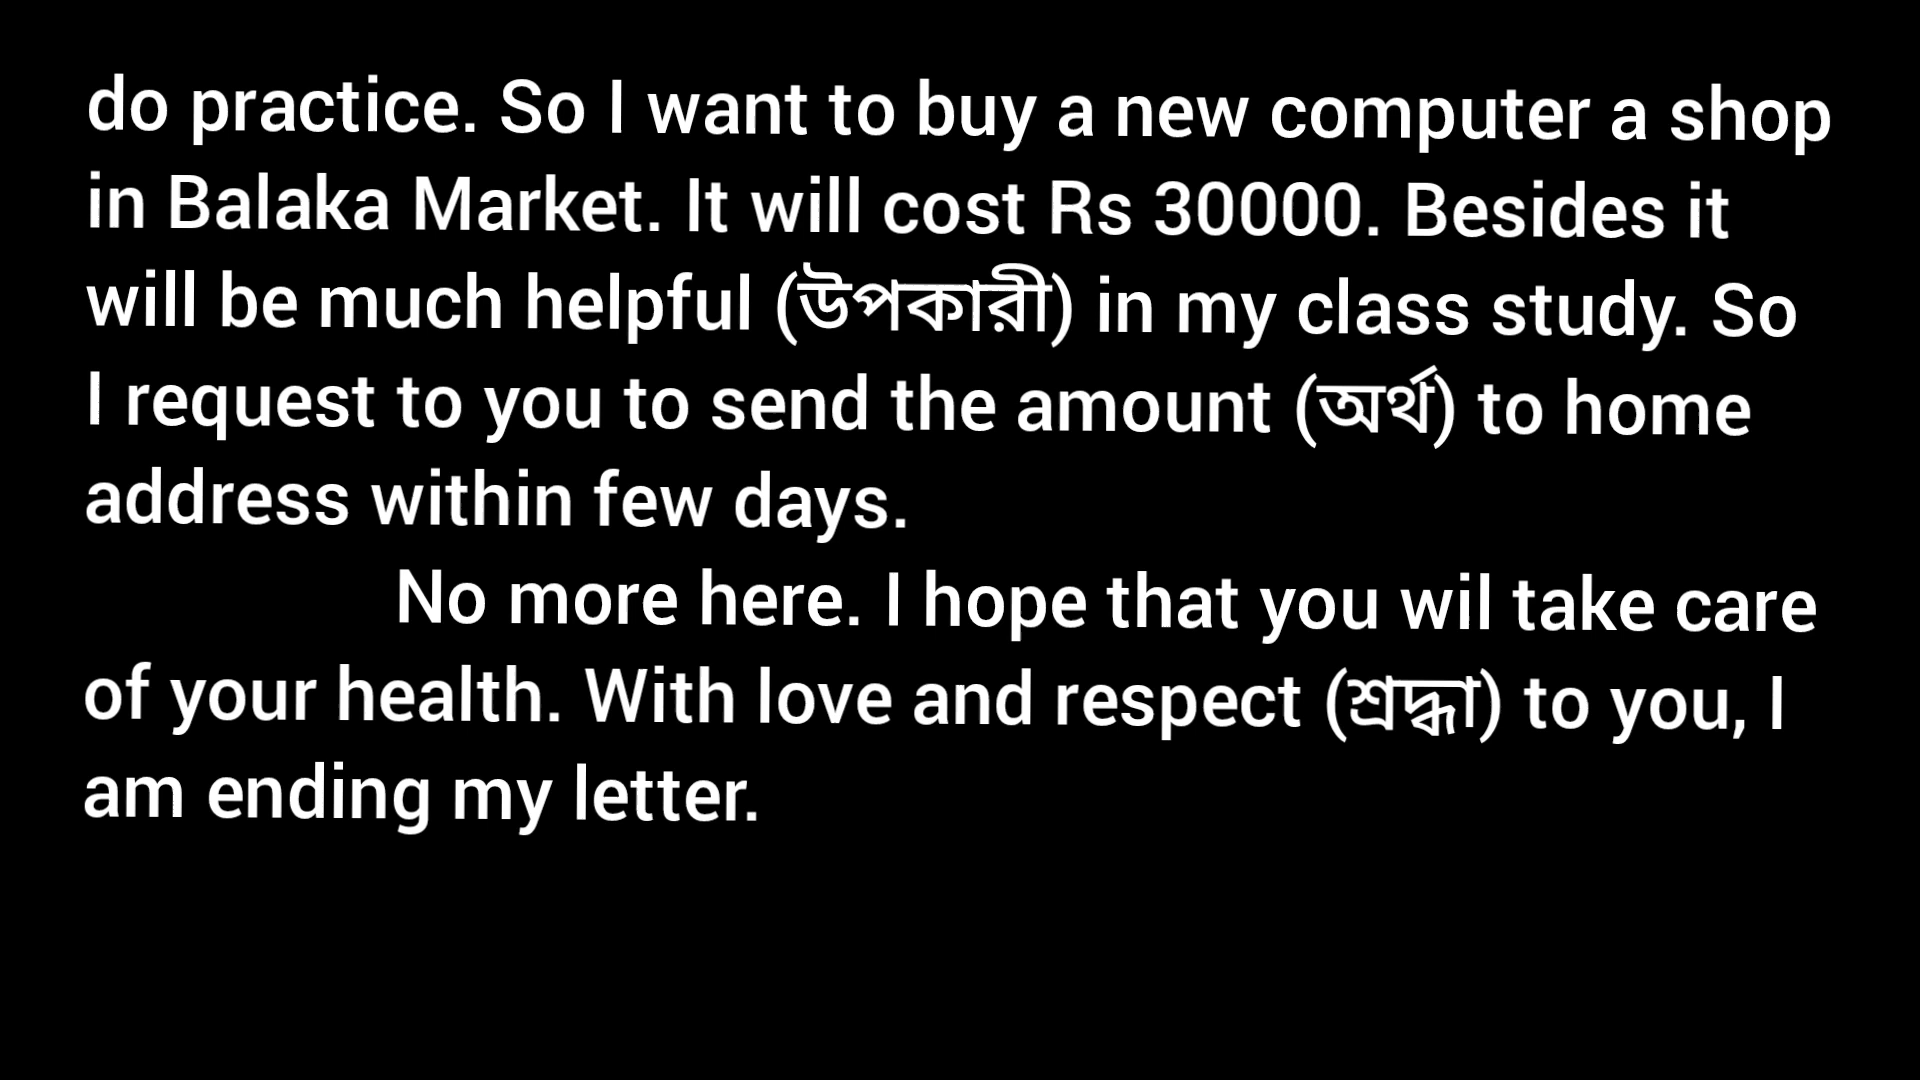 do practice. So I want to buy a new computer a shop
in Balaka Market. It will cost Rs 30000. Besides it
will be much helpful (উপকারী) in my class study. So
I request to you to send the amount (অর্থ) to home
address within few days.
No more here. I hope that you wil take care
of your health. With love and respect (শ্রদ্ধা) to you, I
am ending my letter.